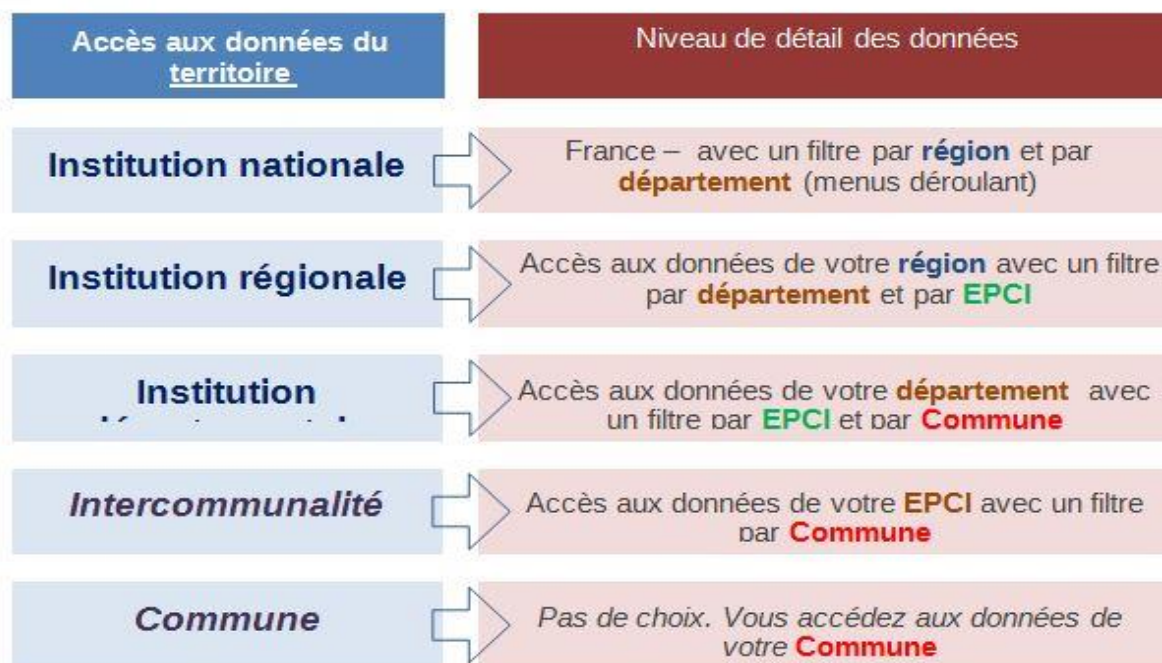 Accès aux données du
territoire
Niveau de détail des données
Institution nationale
France – avec un filtre par région et par
département (menus déroulant)
Institution régionale
Accès aux données de votre région avec un filtre
par département et par EPCI
Institution
Accès aux données de votre département avec
un filtre par EPCI et par Commune
Intercommunalité
Accès aux données de votre EPCI avec un filtre
par Commune
Commune
Pas de choix. Vous accédez aux données de
votre Commune